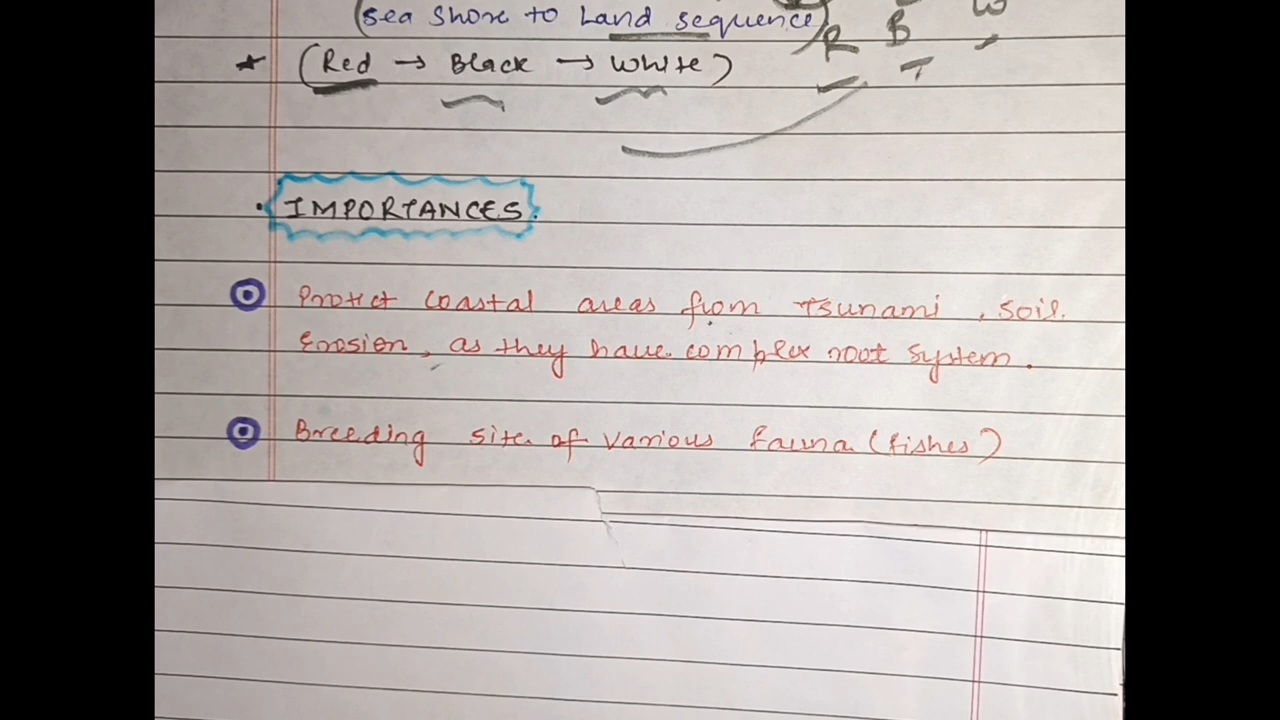 (sea shore to Land sequence)
R B W
* (Red → Black → White)
T
• IMPORTANCES.
Protect coastal areas from Tsunami, soil
Erosion, as they have complex root system.
Breeding site of various fauna (fishes)